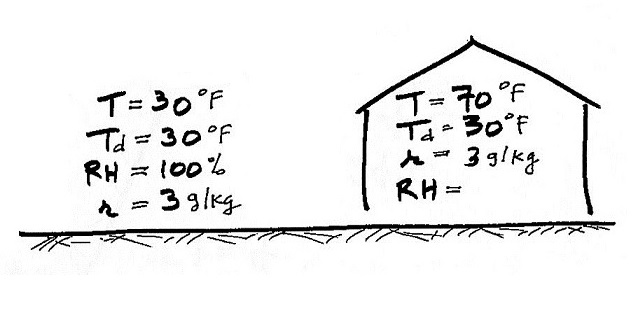 T = 30°F
Td = 30°F
RH = 100%
r = 3 g/kg
T = 70°F
Td = 30°F
r = 3 g/kg
RH =